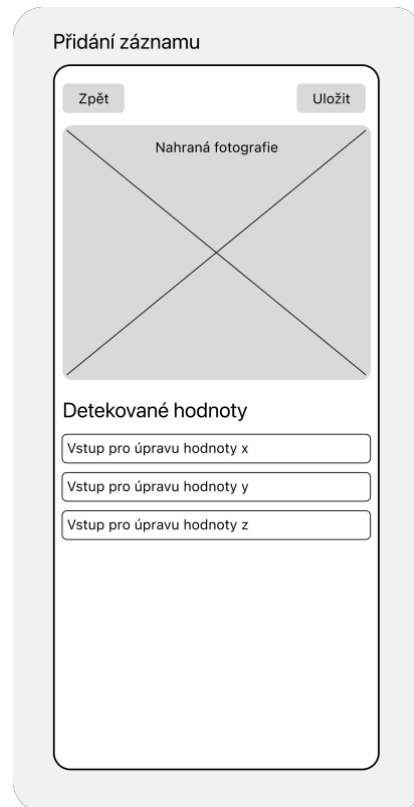 Přidání záznamu
Zpět
Uložit
Nahraná fotografie
Detekované hodnoty
Vstup pro úpravu hodnoty x
Vstup pro úpravu hodnoty y
Vstup pro úpravu hodnoty z